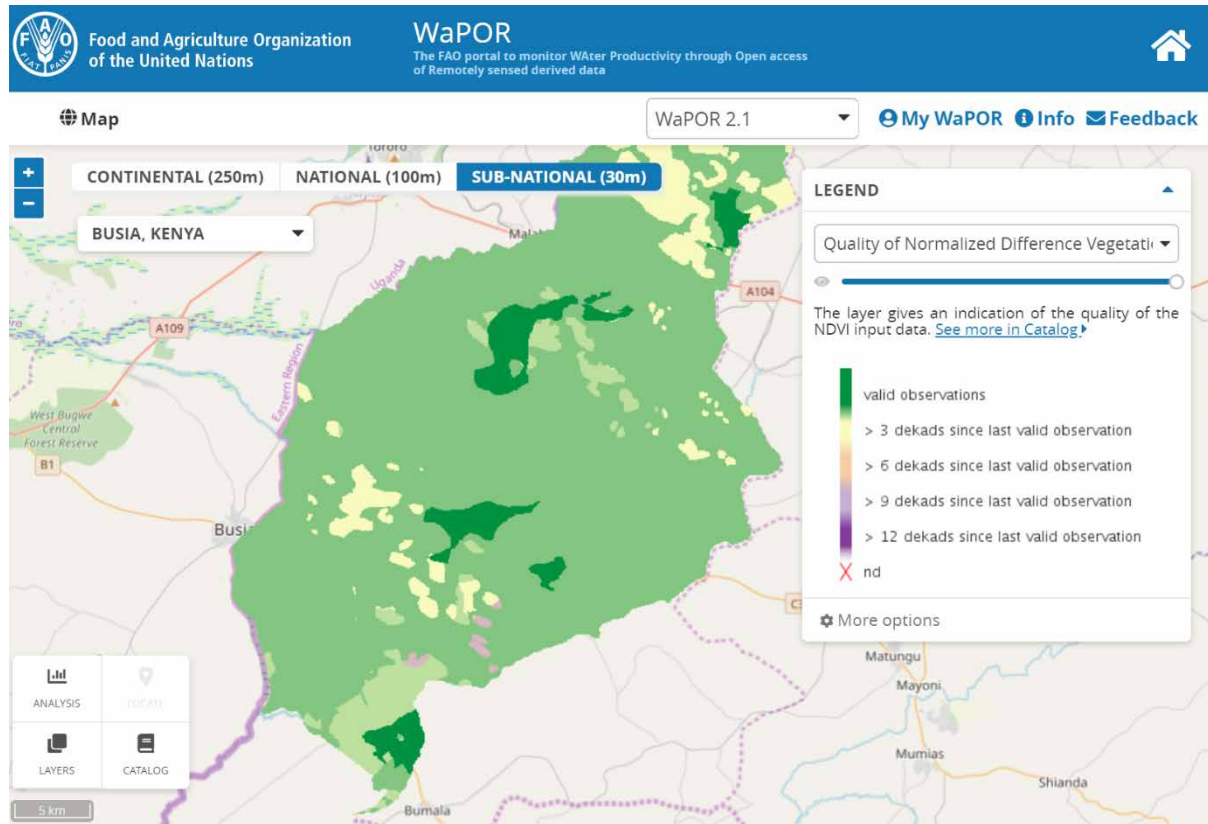 Food and Agriculture Organization
of the United Nations
FAO
FIAT PANIS
WaPOR
The FAO portal to monitor WAter Productivity through Open access
of Remotely sensed derived data
Map
WaPOR 2.1
My WaPOR
Info
Feedback
+
-
CONTINENTAL (250m)
NATIONAL (100m)
SUB-NATIONAL (30m)
BUSIA, KENYA
Tororo
Uganda
A104
A109
Eastern Region
West Bugwe
Central
Forest Reserve
B1
LEGEND
Quality of Normalized Difference Vegetati
The layer gives an indication of the quality of the
NDVI input data. See more in Catalog
valid observations
> 3 dekads since last valid observation
> 6 dekads since last valid observation
> 9 dekads since last valid observation
> 12 dekads since last valid observation
nd
More options
Matungu
Mayoni
Mumias
Shianda
Bumala
ANALYSIS
LOCATE
LAYERS
CATALOG
5 km